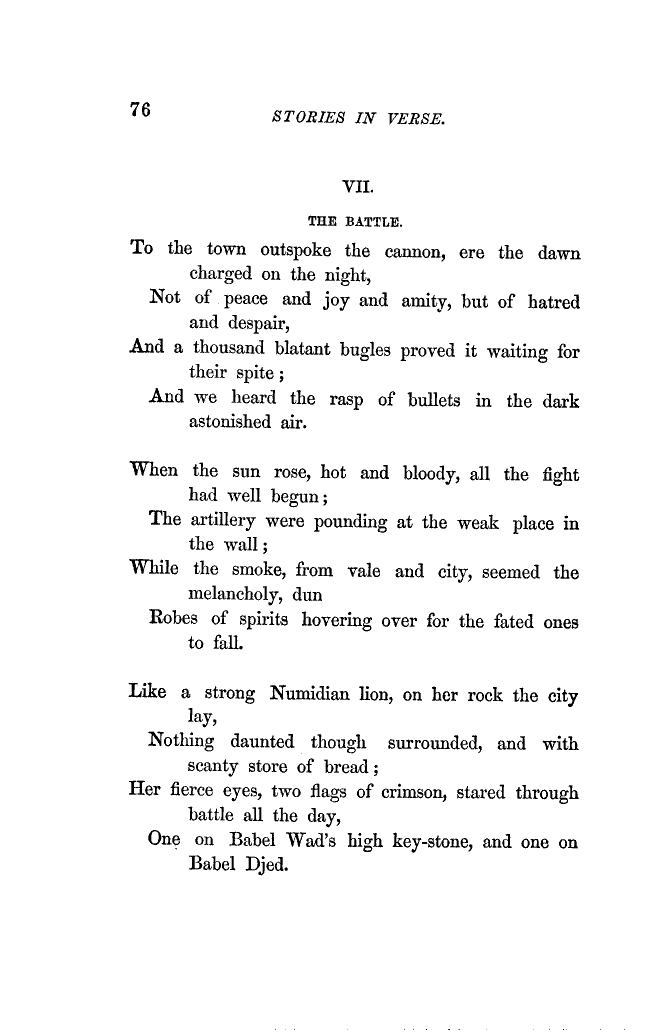 76
STORIES IN VERSE.
VII.
THE BATTLE.
To the town outspoke the cannon, ere the dawn
charged on the night,
Not of peace and joy and amity, but of hatred
and despair,
And a thousand blatant bugles proved it waiting for
their spite;
And we heard the rasp of bullets in the dark
astonished air.
When the sun rose, hot and bloody, all the fight
had well begun;
The artillery were pounding at the weak place in
the wall;
While the smoke, from vale and city, seemed the
melancholy, dun
Robes of spirits hovering over for the fated ones
to fall.
Like a strong Numidian lion, on her rock the city
lay,
Nothing daunted though surrounded, and with
scanty store of bread;
Her fierce eyes, two flags of crimson, stared through
battle all the day,
One on Babel Wad's high key-stone, and one on
Babel Djed.